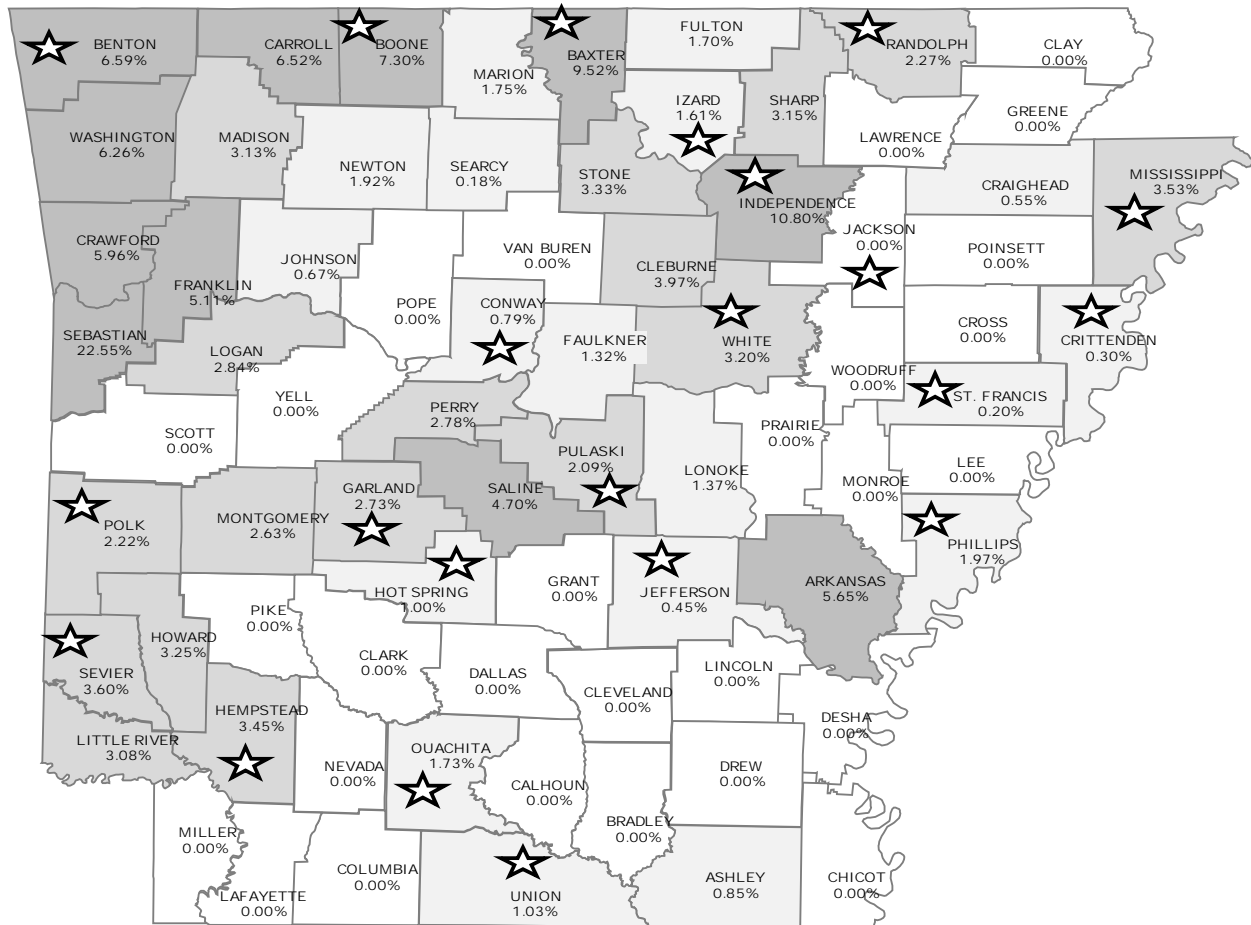 BENTON
6.59%
CARROLL
6.52%
BOONE
7.30%
MARION
1.75%
BAXTER
9.52%
FULTON
1.70%
IZARD
1.61%
SHARP
3.15%
RANDOLPH
2.27%
CLAY
0.00%
GREENE
0.00%
LAWRENCE
0.00%
WASHINGTON
6.26%
MADISON
3.13%
NEWTON
1.92%
SEARCY
0.18%
STONE
3.33%
INDEPENDENCE
10.80%
CRAIGHEAD
0.55%
MISSISSIPPI
3.53%
CRAWFORD
5.96%
FRANKLIN
5.11%
JOHNSON
0.67%
VAN BUREN
0.00%
CLEBURNE
3.97%
JACKSON
0.00%
POINSETT
0.00%
SEBASTIAN
22.55%
LOGAN
2.84%
POPE
0.00%
CONWAY
0.79%
FAULKNER
1.32%
WHITE
3.20%
CROSS
0.00%
CRITTENDEN
0.30%
WOODRUFF
0.00%
ST. FRANCIS
0.20%
SCOTT
0.00%
YELL
0.00%
PERRY
2.78%
PULASKI
2.09%
LONOKE
1.37%
PRAIRIE
0.00%
MONROE
0.00%
LEE
0.00%
POLK
2.22%
MONTGOMERY
2.63%
GARLAND
2.73%
SALINE
4.70%
HOT SPRING
1.00%
GRANT
0.00%
JEFFERSON
0.45%
ARKANSAS
5.65%
PHILLIPS
1.97%
SEVIER
3.60%
HOWARD
3.25%
PIKE
0.00%
CLARK
0.00%
DALLAS
0.00%
CLEVELAND
0.00%
LINCOLN
0.00%
DESHA
0.00%
LITTLE RIVER
3.08%
HEMPSTEAD
3.45%
NEVADA
0.00%
OUACHITA
1.73%
CALHOUN
0.00%
BRADLEY
0.00%
DREW
0.00%
MILLER
0.00%
LAFAYETTE
0.00%
COLUMBIA
0.00%
UNION
1.03%
ASHLEY
0.85%
CHICOT
0.00%